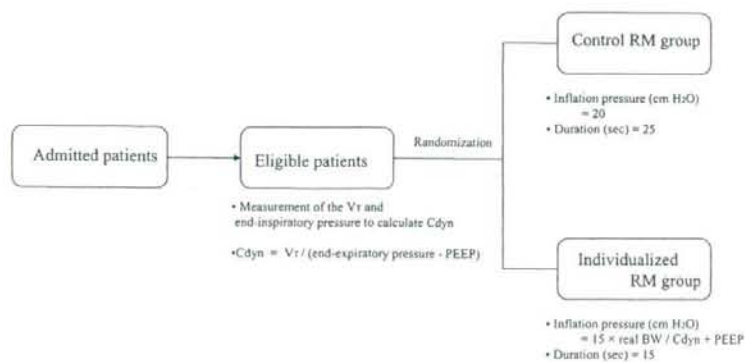 Control RM group
• Inflation pressure (cm H₂O)
= 20
• Duration (sec) = 25
Admitted patients
Eligible patients
Randomization
• Measurement of the VT and
end-inspiratory pressure to calculate Cdyn
•Cdyn = VT / (end-expiratory pressure - PEEP)
Individualized
RM group
• Inflation pressure (cm H₂O)
= 15 × real BW / Cdyn + PEEP
• Duration (sec) = 15